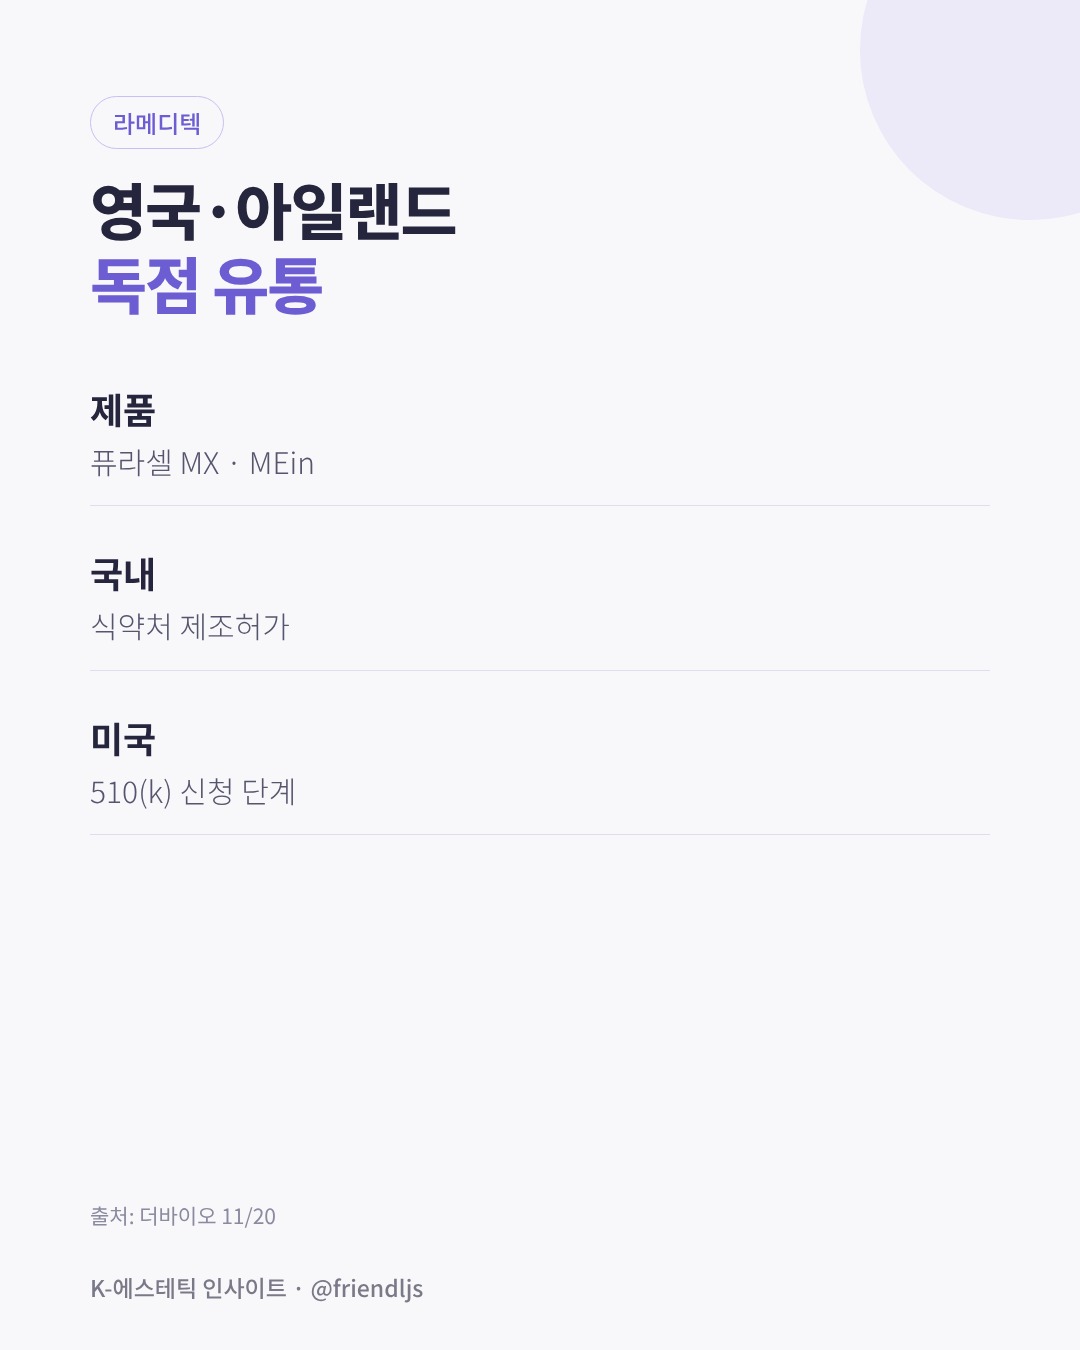 라메디텍
영국·아일랜드
독점 유통
제품
퓨라셀 MX · MEin
국내
식약처 제조허가
미국
510(k) 신청 단계
출처: 더바이오 11/20
K-에스테틱 인사이트 · @friendljs